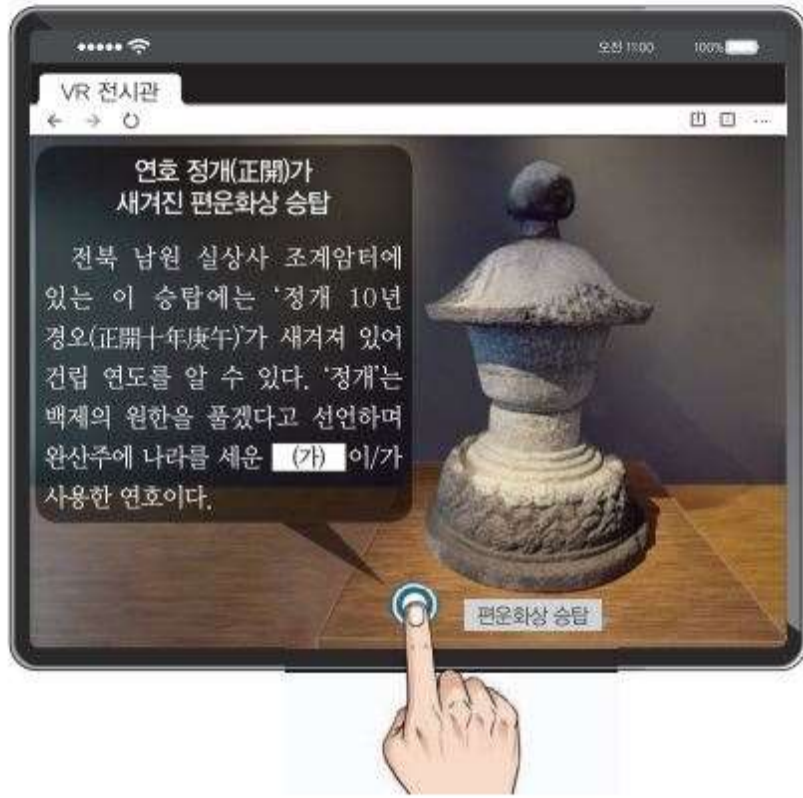 오전 11:00 100%
VR 전시관
연호 정개(正開)가
새겨진 편운화상 승탑
전북 남원 실상사 조계암터에
있는 이 승탑에는 ‘정개 10년
경오(正開十年庚午)’가 새겨져 있어
건립 연도를 알 수 있다. ‘정개’는
백제의 원한을 풀겠다고 선언하며
완산주에 나라를 세운 (가) 이/가
사용한 연호이다.
편운화상 승탑